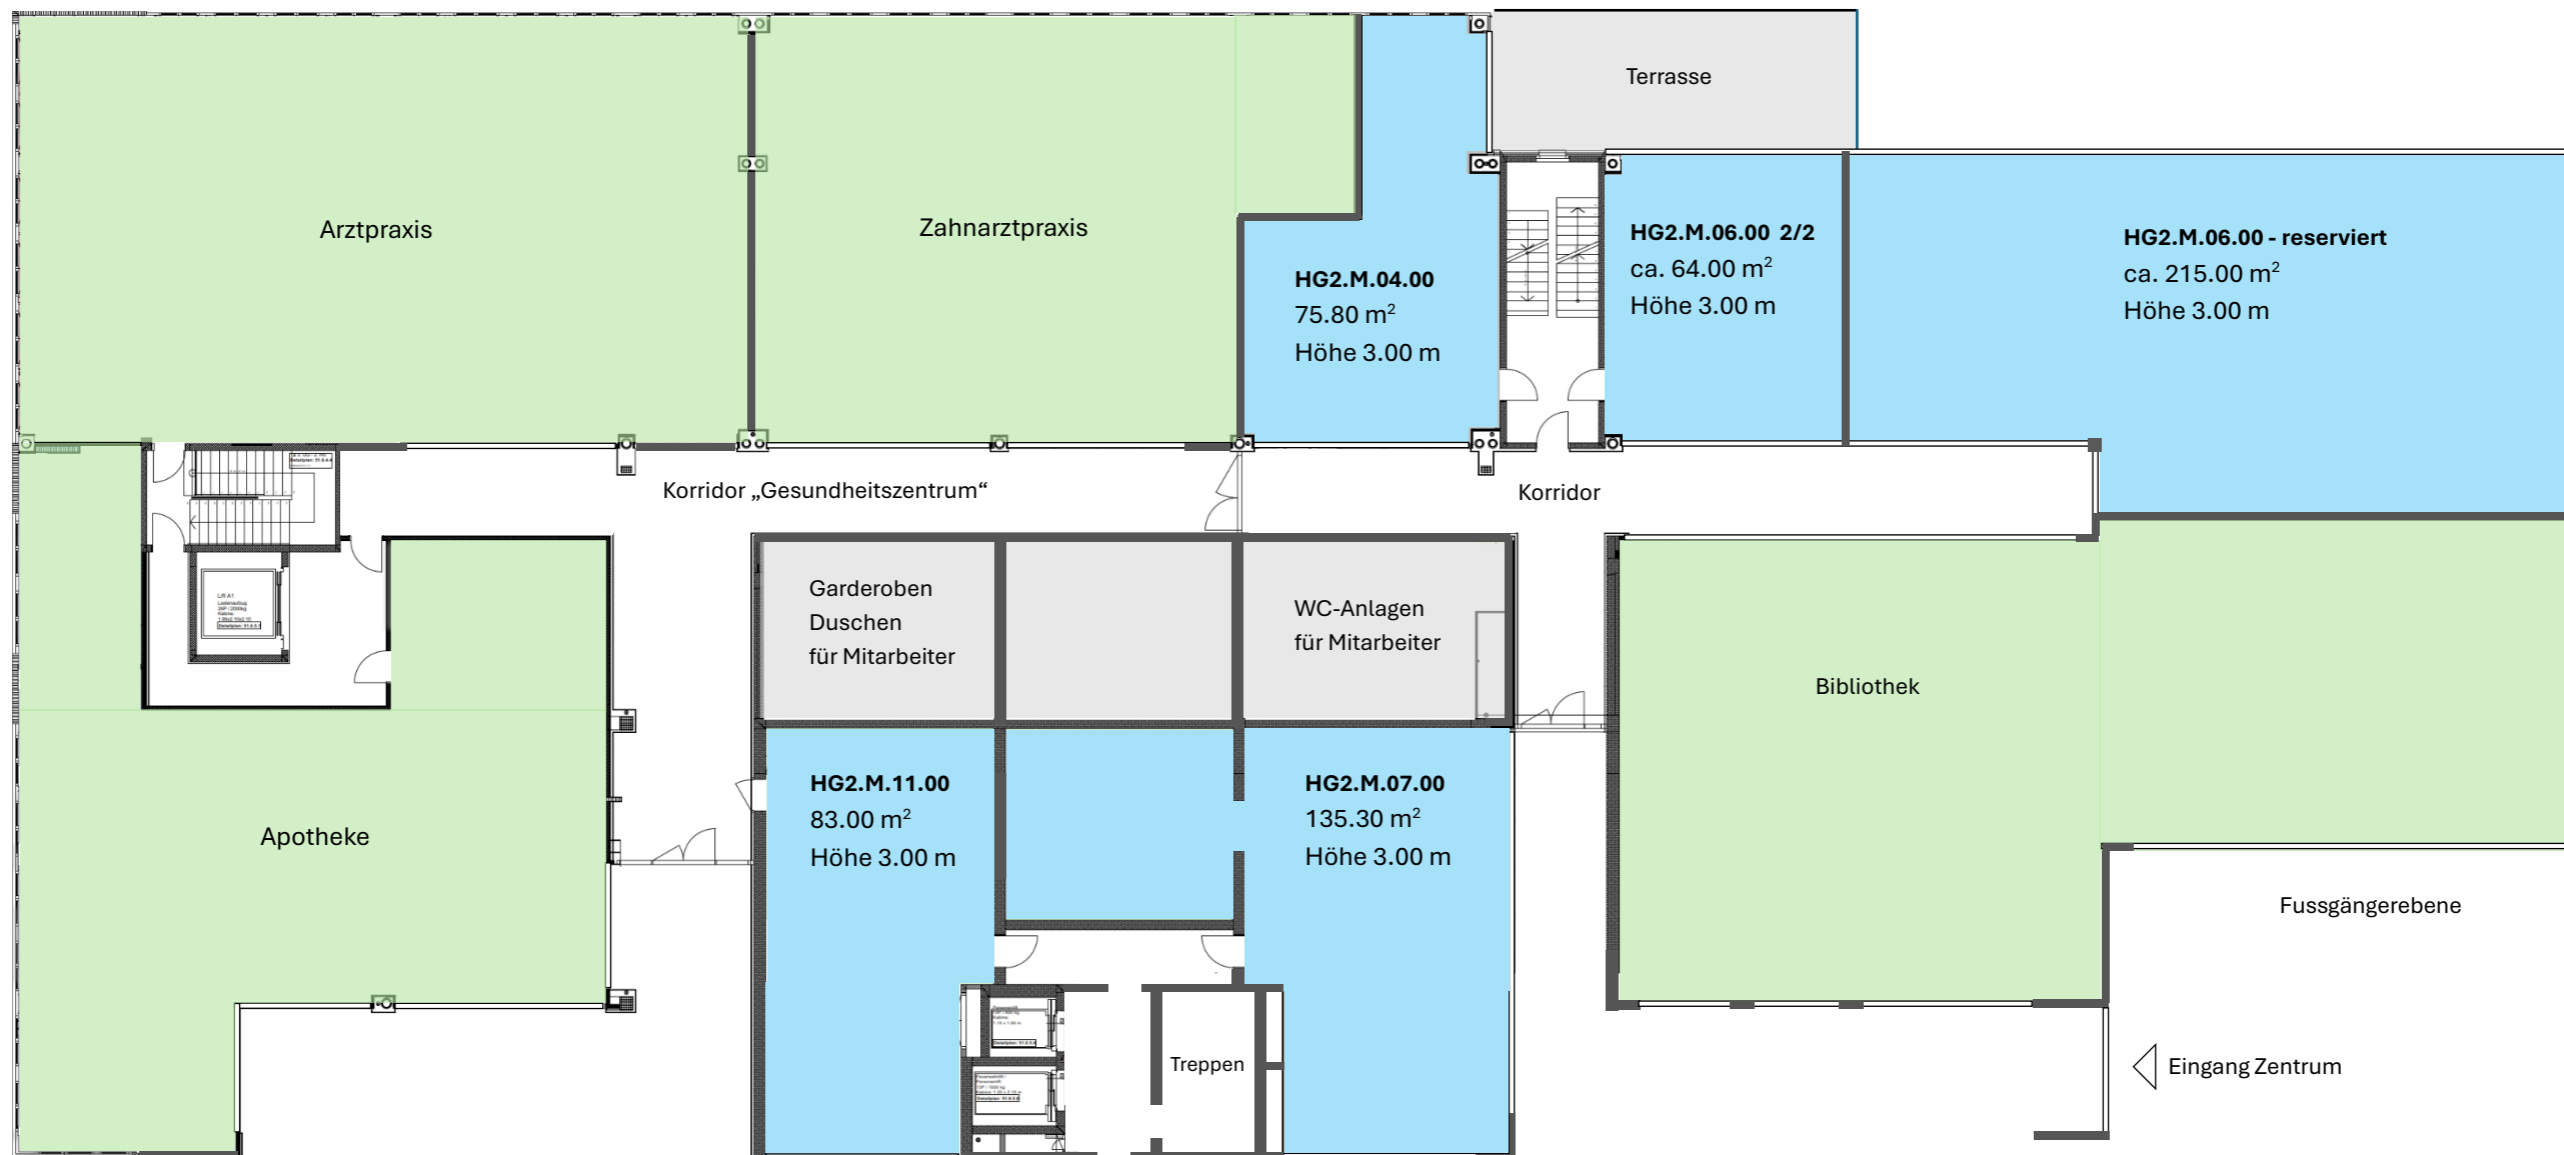 Terrasse
Arztpraxis
Zahnarztpraxis
HG2.M.04.00
75.80 m²
Höhe 3.00 m
HG2.M.06.00 2/2
ca. 64.00 m²
Höhe 3.00 m
HG2.M.06.00 - reserviert
ca. 215.00 m²
Höhe 3.00 m
Korridor „Gesundheitszentrum“
Korridor
Garderoben
Duschen
für Mitarbeiter
WC-Anlagen
für Mitarbeiter
Lift A1
Bibliothek
HG2.M.11.00
83.00 m²
Höhe 3.00 m
HG2.M.07.00
135.30 m²
Höhe 3.00 m
Apotheke
Fussgängerebene
Treppen
Eingang Zentrum